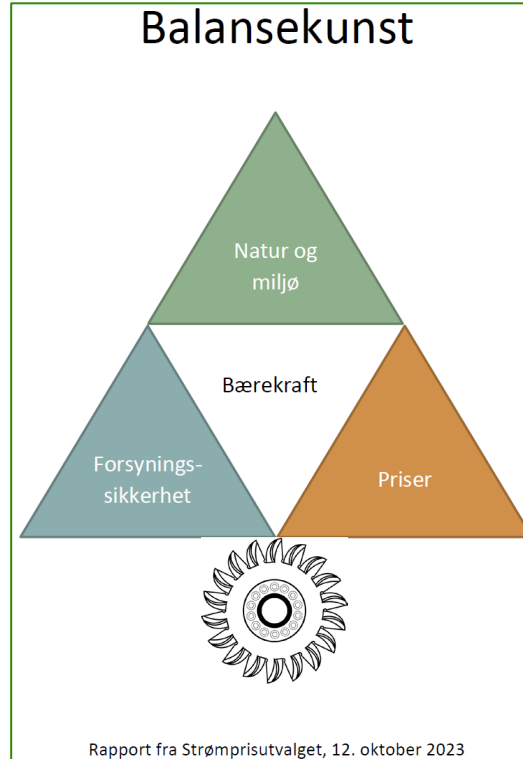 Balansekunst
Natur og
miljø
Bærekraft
Forsynings-
sikkerhet
Priser
Rapport fra Strømprisutvalget, 12. oktober 2023